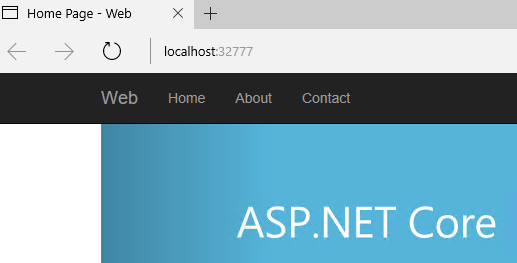 Home Page - Web
localhost:32777
Web Home About Contact
ASP.NET Core